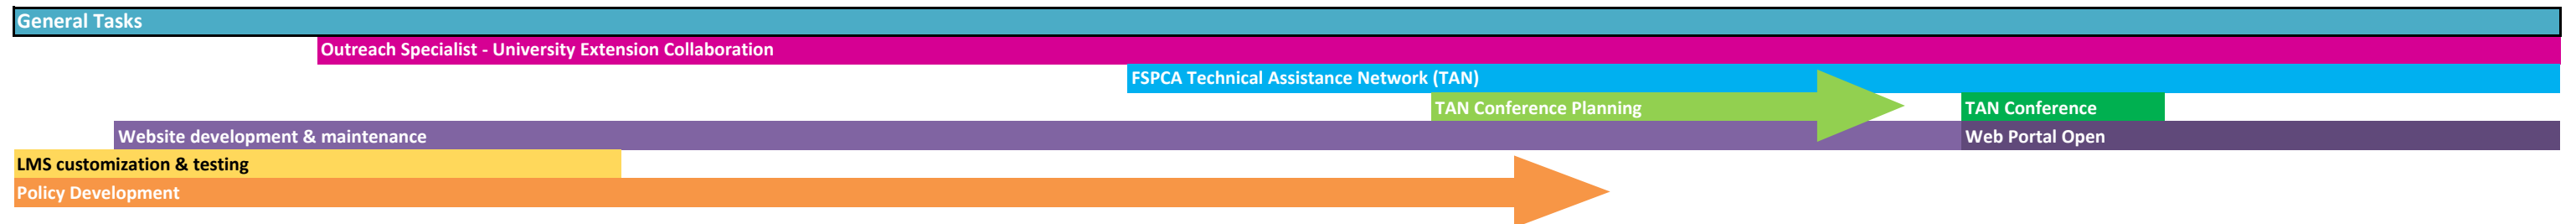 General Tasks
Outreach Specialist - University Extension Collaboration
FSPCA Technical Assistance Network (TAN)
TAN Conference Planning
TAN Conference
Website development & maintenance
Web Portal Open
LMS customization & testing
Policy Development